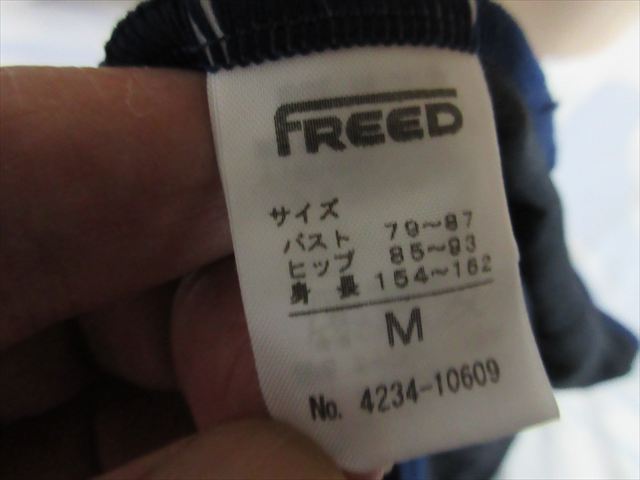 FREED
サイズ
バスト 79〜87
ヒップ 85〜93
身長 154〜162
M
No. 4234-10609